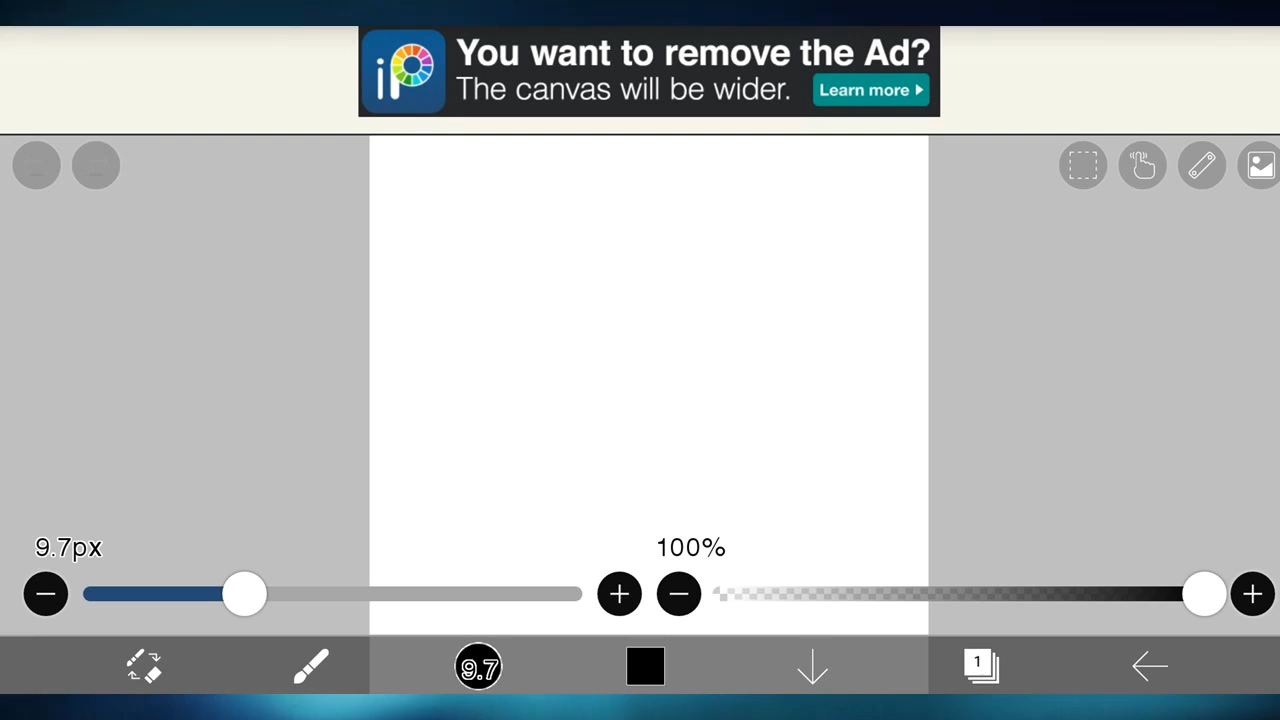 iP
You want to remove the Ad?
The canvas will be wider.
Learn more
9.7px
100%
9.7
1